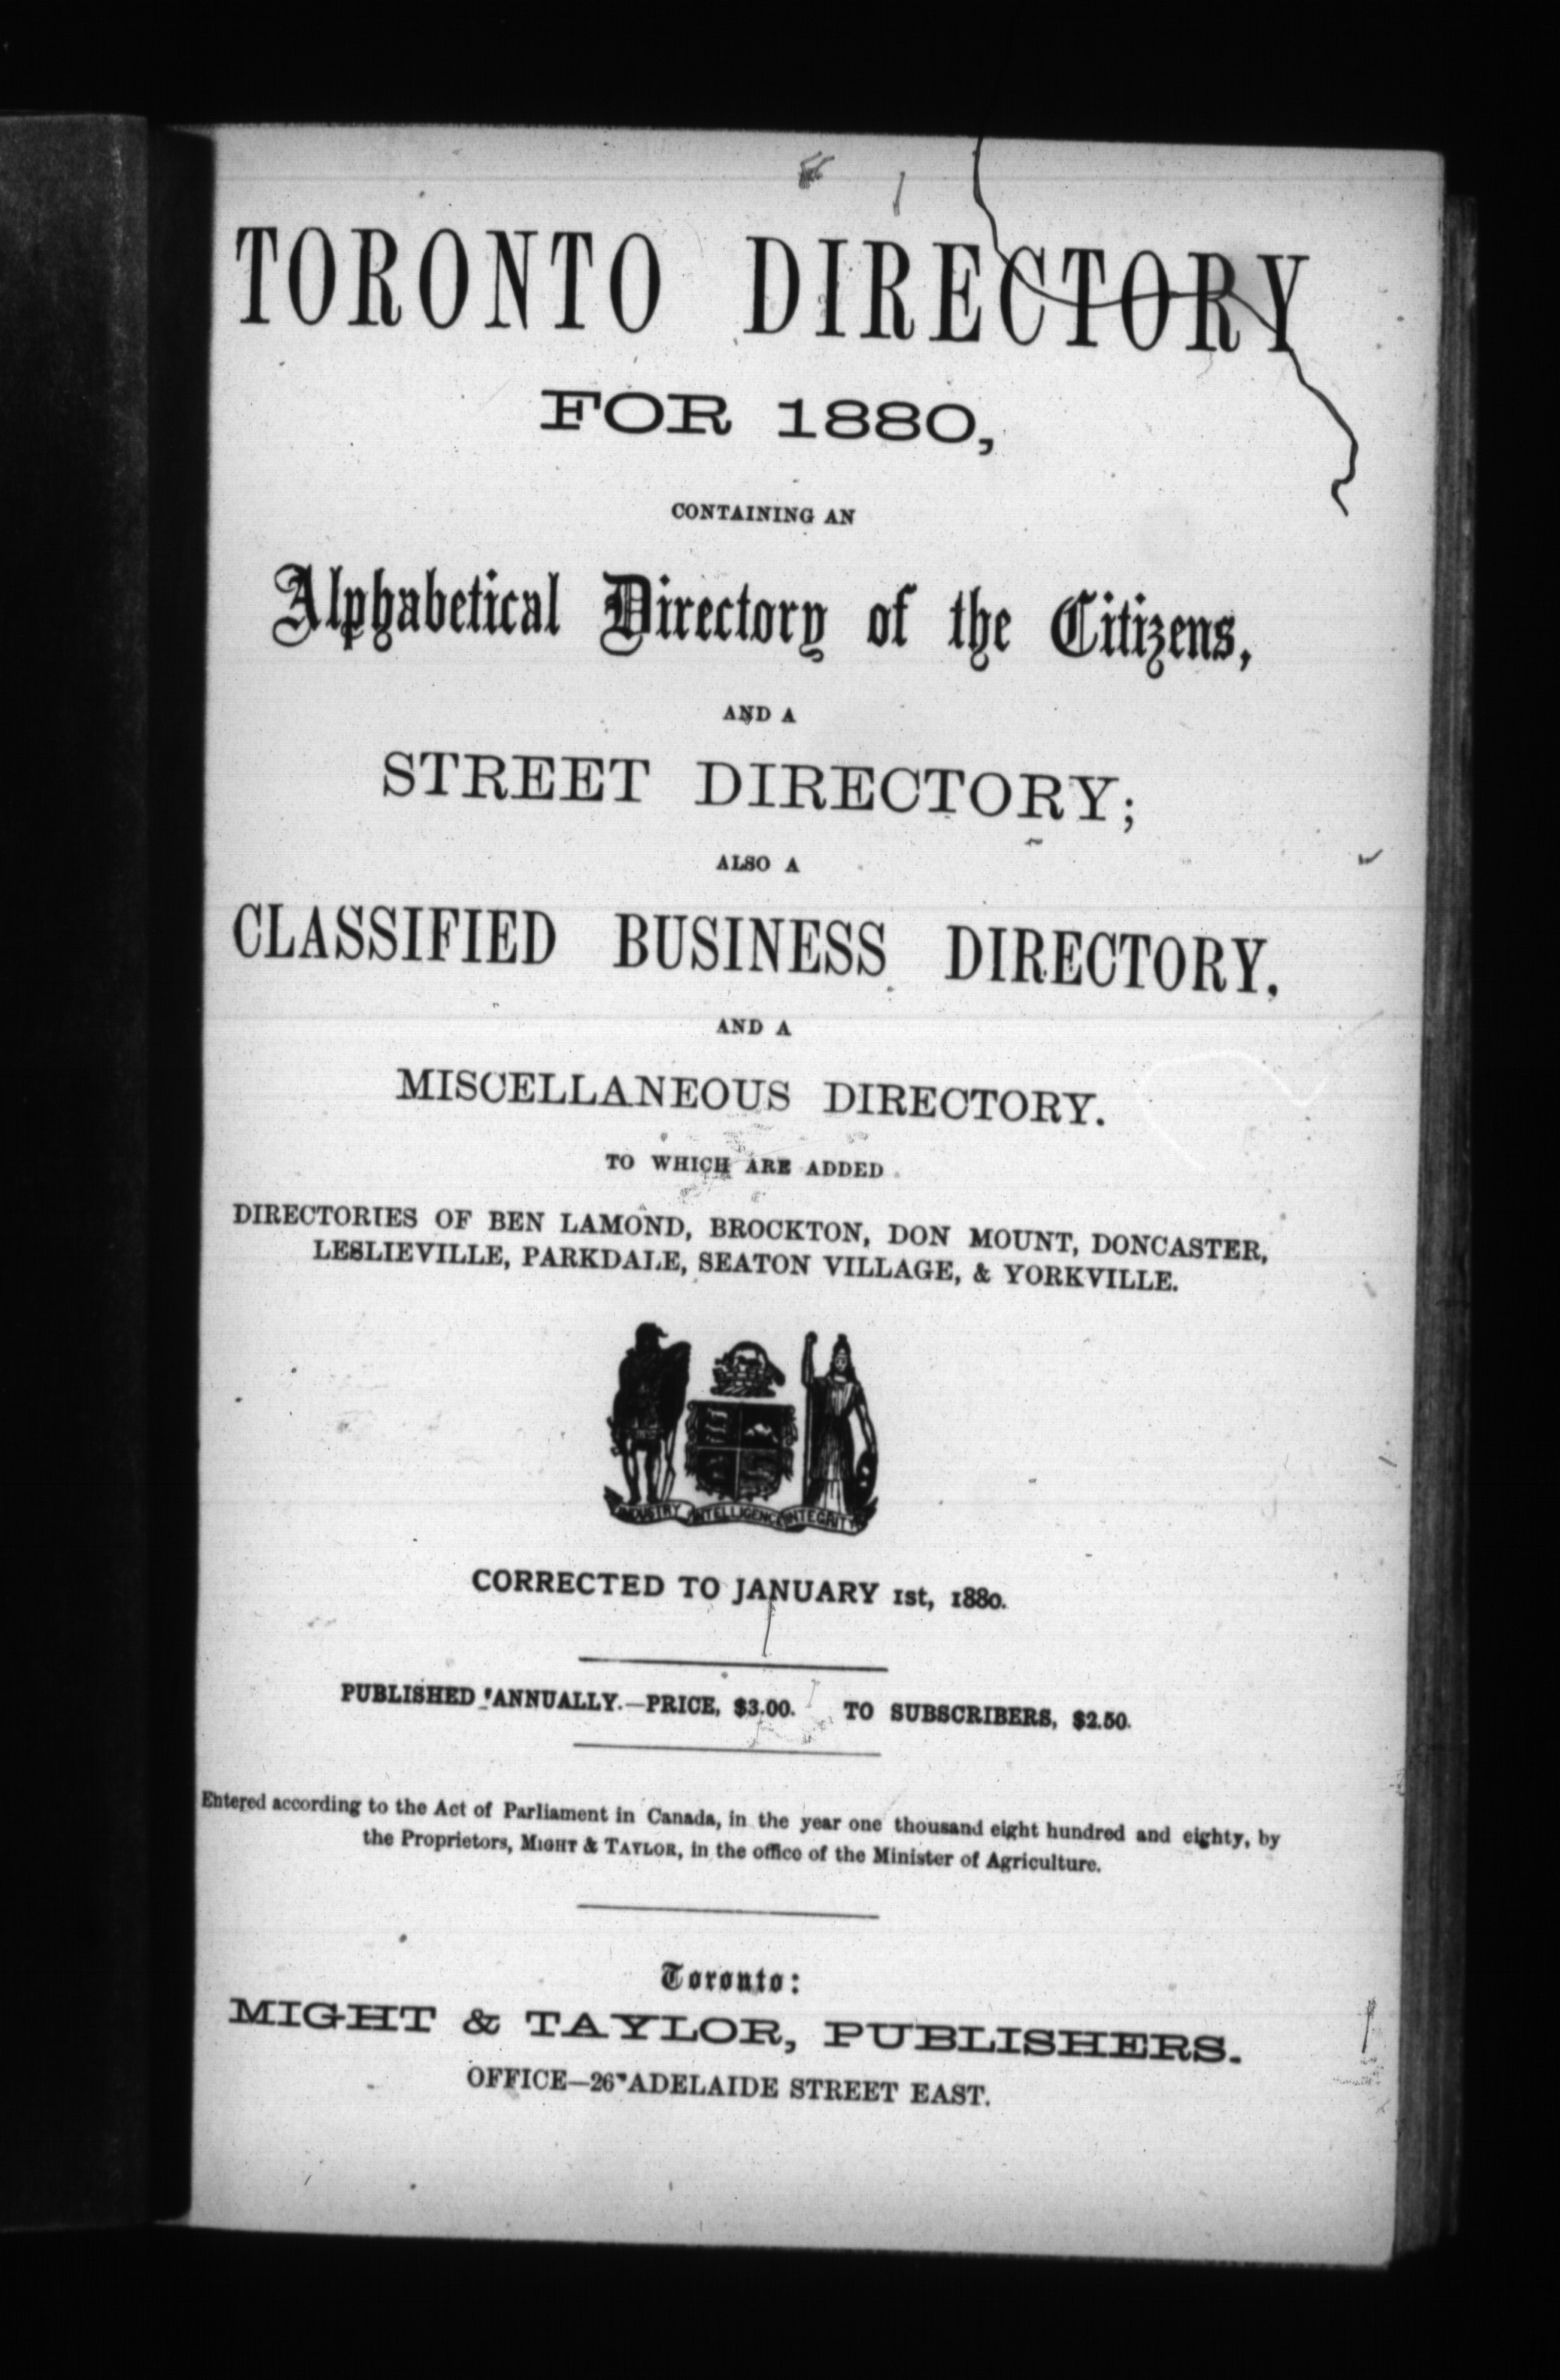 TORONTO DIRECTORY
FOR 1880,
CONTAINING AN
Alphabetical Directory of the Citizens,
AND A
STREET DIRECTORY;
ALSO A
CLASSIFIED BUSINESS DIRECTORY,
AND A
MISCELLANEOUS DIRECTORY.
TO WHICH ARE ADDED
DIRECTORIES OF BEN LAMOND, BROCKTON, DON MOUNT, DONCASTER,
LESLIEVILLE, PARKDALE, SEATON VILLAGE, & YORKVILLE.
INDUSTRY INTELLIGENCE INTEGRITY
CORRECTED TO JANUARY 1st, 1880.
PUBLISHED ANNUALLY.—PRICE, $3.00. TO SUBSCRIBERS, $2.50.
Entered according to the Act of Parliament in Canada, in the year one thousand eight hundred and eighty, by
the Proprietors, MIGHT & TAYLOR, in the office of the Minister of Agriculture.
Toronto:
MIGHT & TAYLOR, PUBLISHERS.
OFFICE—26 ADELAIDE STREET EAST.